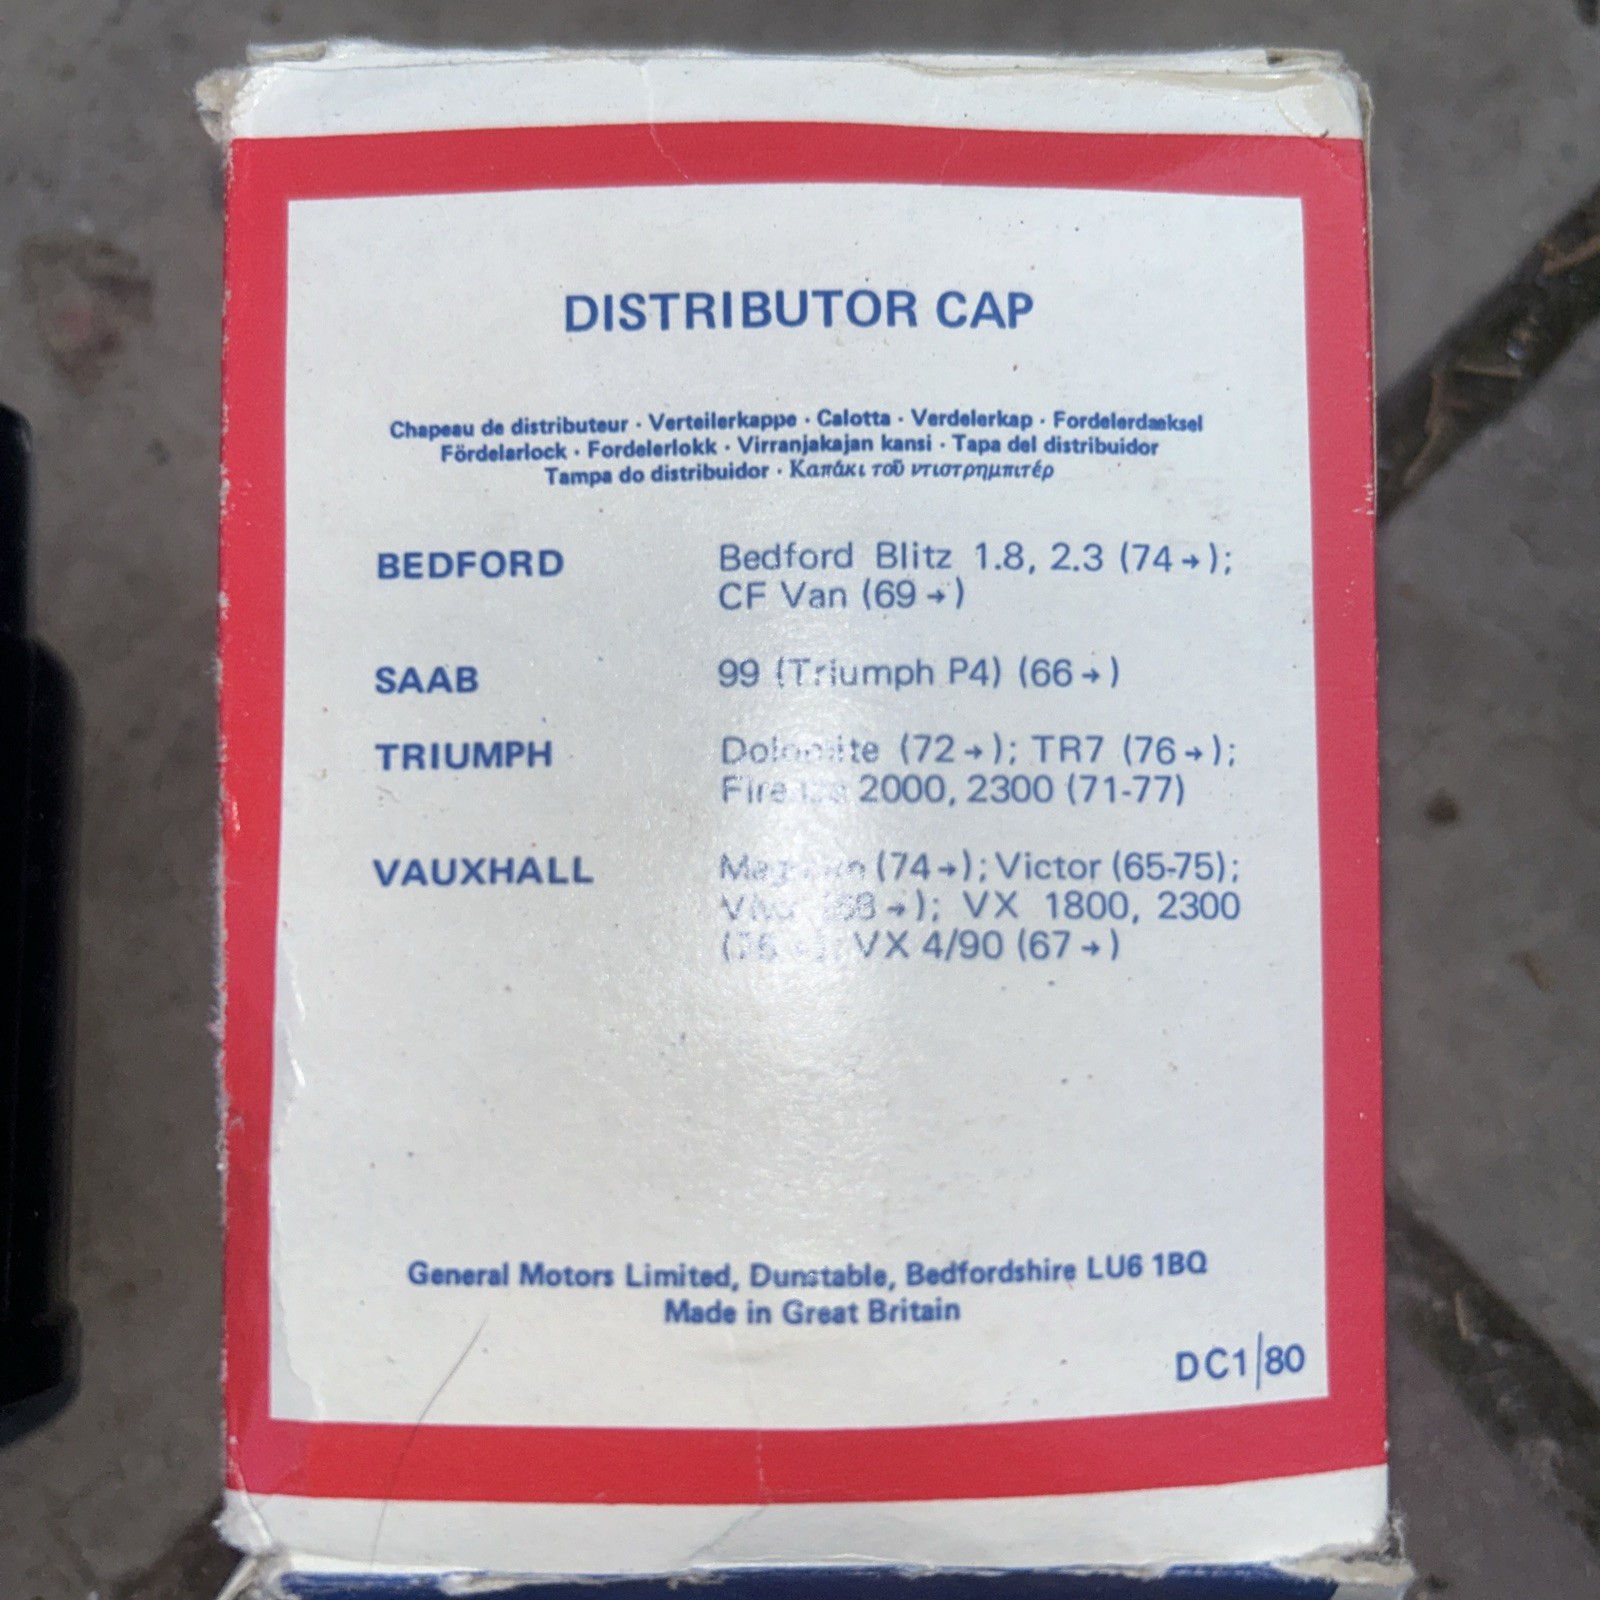 DISTRIBUTOR CAP
Chapeau de distributeur · Verteilerkappe · Calotta · Verdelerkap · Fordelerdæksel
Fördelarlock · Fordelerlokk · Virranjakajan kansi · Tapa del distribuidor
Tampa do distribuidor · Καπάκι τοῦ ντιστρημπιτέρ
BEDFORD Bedford Blitz 1.8, 2.3 (74→);
CF Van (69→)
SAAB 99 (Triumph P4) (66→)
TRIUMPH Dolomite (72→); TR7 (76→);
2000, 2300 (71-77)
VAUXHALL (74→); Victor (65-75);
VX 1800, 2300
VX 4/90 (67→)
General Motors Limited, Dunstable, Bedfordshire LU6 1BQ
Made in Great Britain
DC1/80